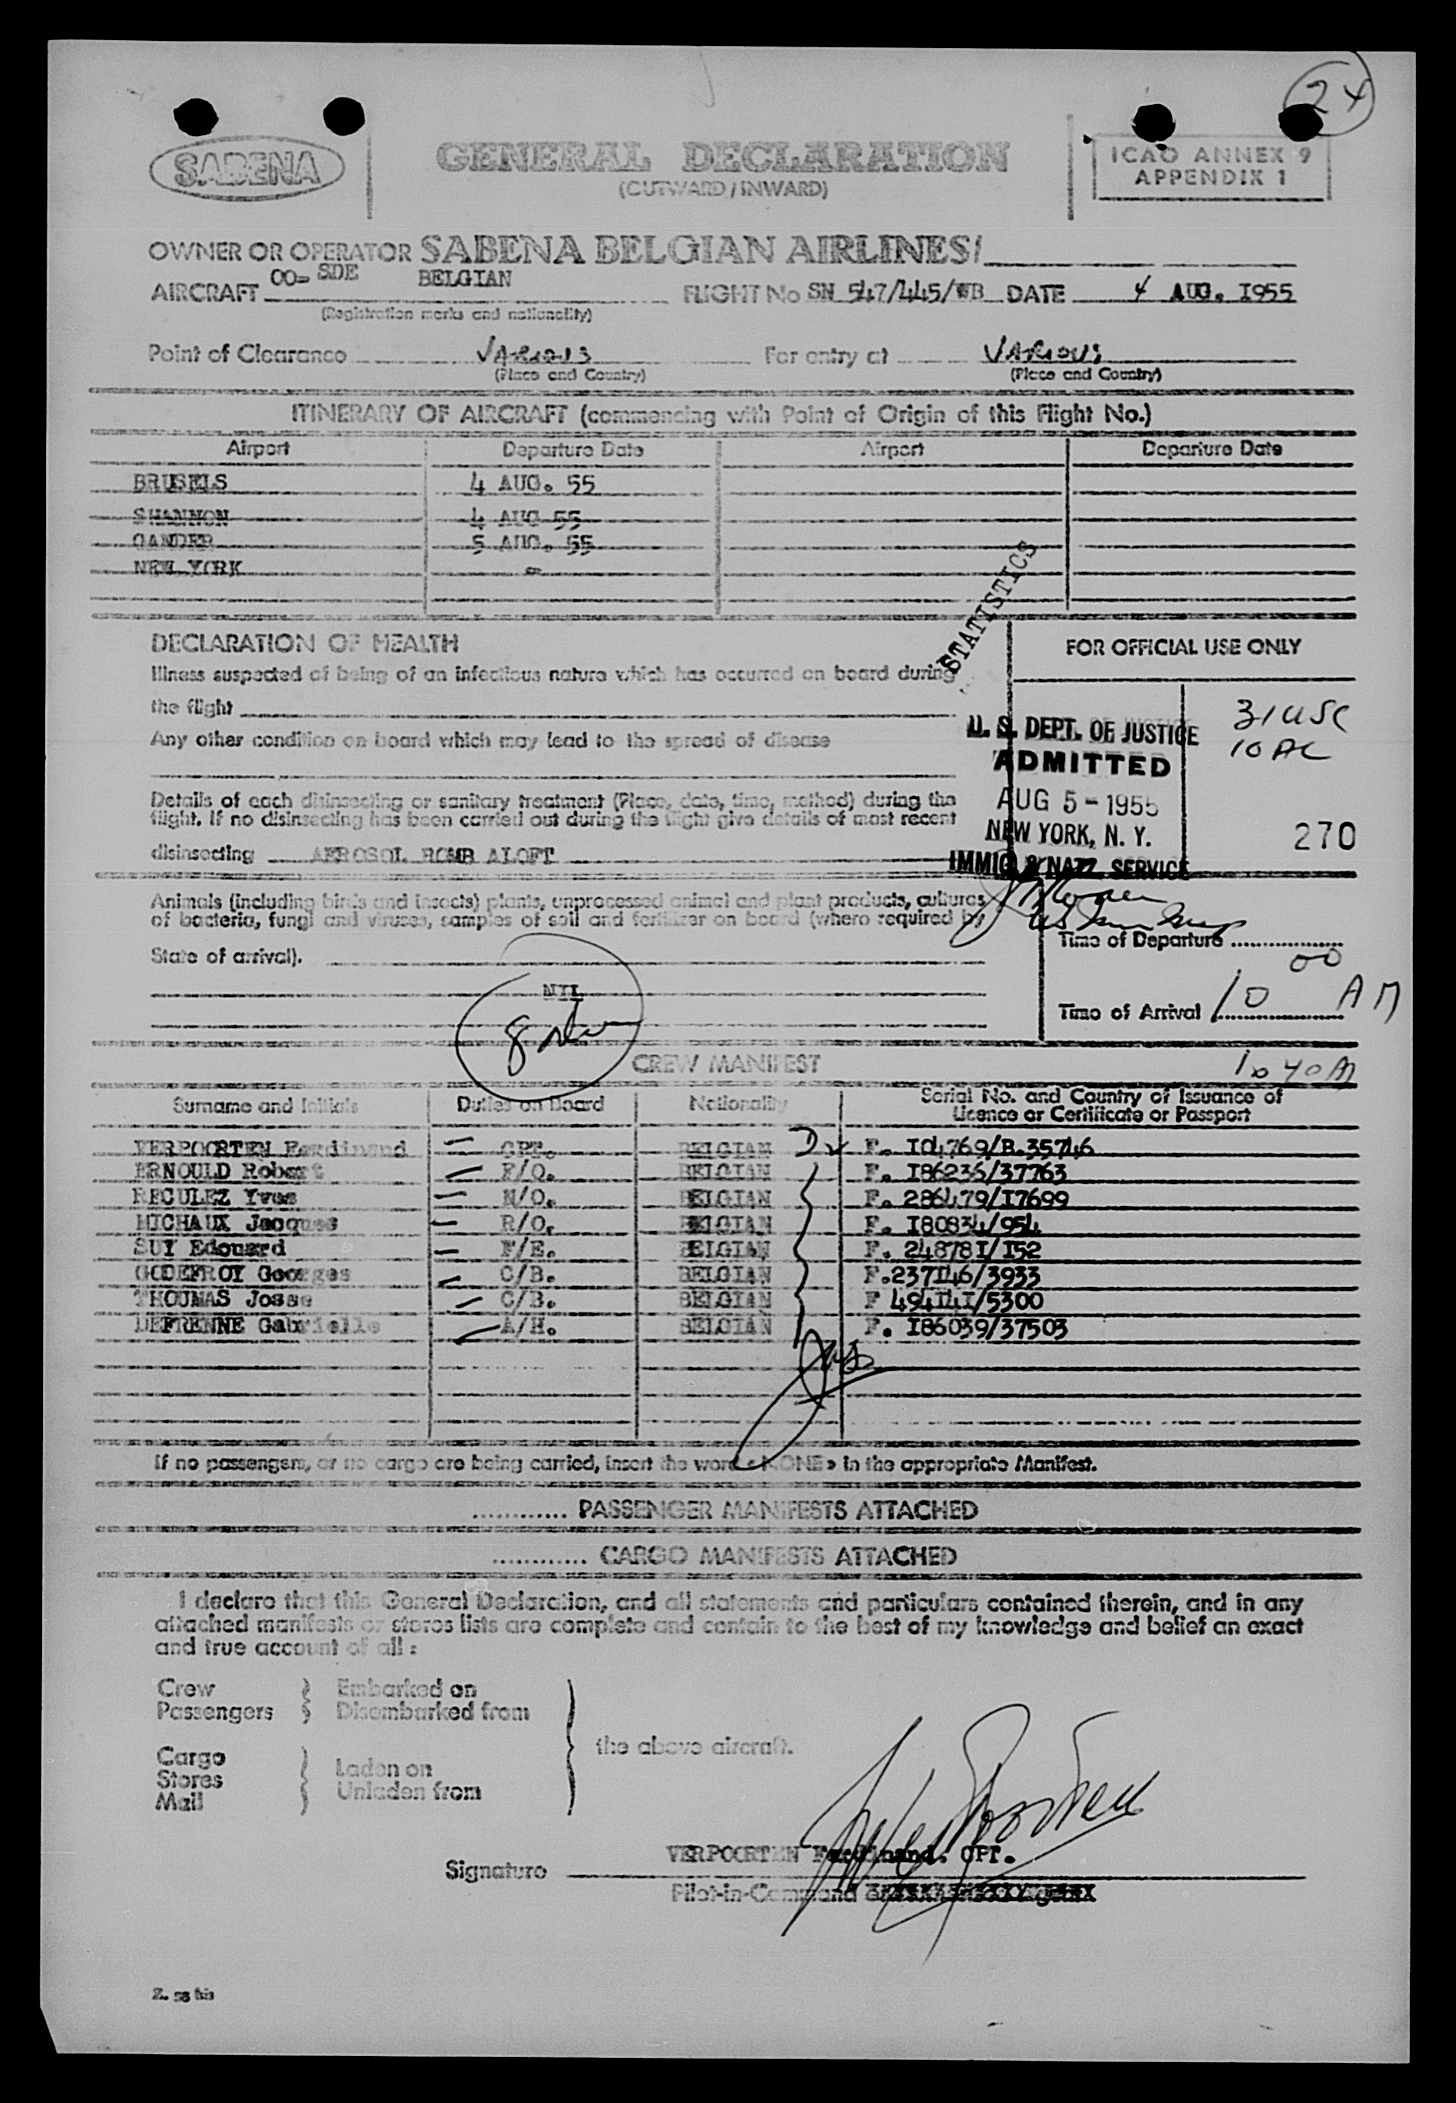 24
SABENA
GENERAL DECLARATION
(OUTWARD / INWARD)
ICAO ANNEX 9
APPENDIX 1
OWNER OR OPERATOR SABENA BELGIAN AIRLINES/
AIRCRAFT OO- SDE BELGIAN FLIGHT No SN 547/445/WB DATE 4 AUG. I955
(Registration marks and nationality)
Point of Clearance VARIOUS For entry at VARIOUS
(Place and Country) (Place and Country)
ITINERARY OF AIRCRAFT (commencing with Point of Origin of this Flight No.)
Airport Departure Date Airport Departure Date
BRUSELS 4 AUG. 55
SHANNON 4 AUG 55
GANDER 5 AUG. 55
NEW YORK -
STATISTICS
DECLARATION OF HEALTH
FOR OFFICIAL USE ONLY
Illness suspected of being of an infectious nature which has occurred on board during
the flight
Any other condition on board which may lead to the spread of disease
Details of each disinsecting or sanitary treatment (Place, date, time, method) during the
flight. If no disinsecting has been carried out during the flight give details of most recent
disinsecting AEROSOL BOMB ALOFT
U. S. DEPT. OF JUSTICE
ADMITTED
AUG 5 - 1955
NEW YORK, N. Y.
IMMIG. & NATZ. SERVICE
31 USC
10 AL
270
Animals (including birds and insects) plants, unprocessed animal and plant products, cultures
of bacteria, fungi and viruses, samples of soil and fertilizer on board (where required by
State of arrival).
NIL
Time of Departure
Time of Arrival 10 00 AM
10 40 A
CREW MANIFEST
Surname and Initials Duties on Board Nationality Serial No. and Country of Issuance of
Licence or Certificate or Passport
VERPOORTEN Ferdinand CPT. BELGIAN F. I04769/B.35746
ERNOULD Robert F/O. BELGIAN F. I86236/37763
RECULEZ Yves N/O. BELGIAN F. 286479/I7699
MICHAUX Jacques R/O. BELGIAN F. I80834/954
SUY Edouard F/E. BELGIAN F. 24878I/I52
GODEFROY Georges C/B. BELGIAN F.237I46/3933
THOUMAS Josse C/B. BELGIAN F 494I4I/5300
DEFRENNE Gabrielle A/H. BELGIAN F. I86039/37503
If no passengers, or no cargo are being carried, insert the word « NONE » in the appropriate Manifest.
............ PASSENGER MANIFESTS ATTACHED
............ CARGO MANIFESTS ATTACHED
I declare that this General Declaration, and all statements and particulars contained therein, and in any
attached manifests or stores lists are complete and contain to the best of my knowledge and belief an exact
and true account of all :
Crew Embarked on
Passengers Disembarked from
the above aircraft.
Cargo
Stores Laden on
Mail Unladen from
VERPOORTEN Ferdinand. CPT.
Signature
Pilot-in-Command
Z. 58 bis